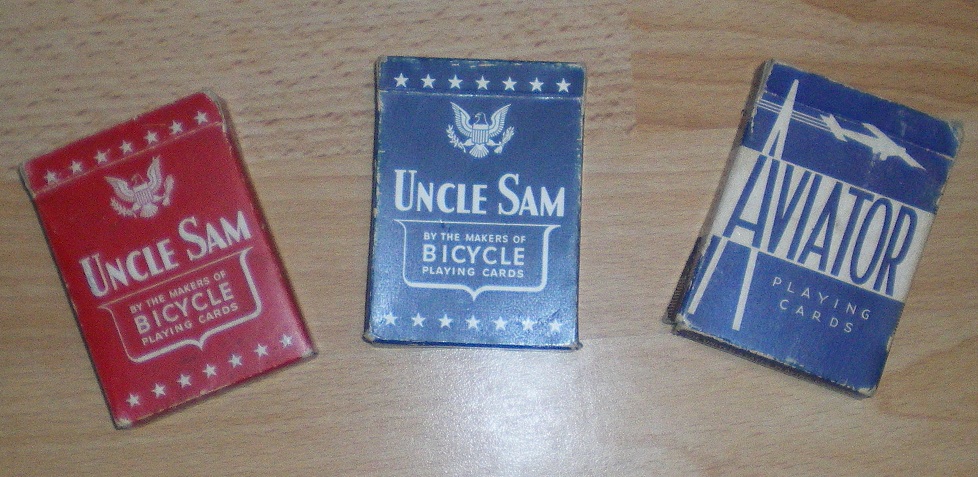 UNCLE SAM
BY THE MAKERS OF
BICYCLE
PLAYING CARDS
UNCLE SAM
BY THE MAKERS OF
BICYCLE
PLAYING CARDS
AVIATOR
PLAYING
CARDS